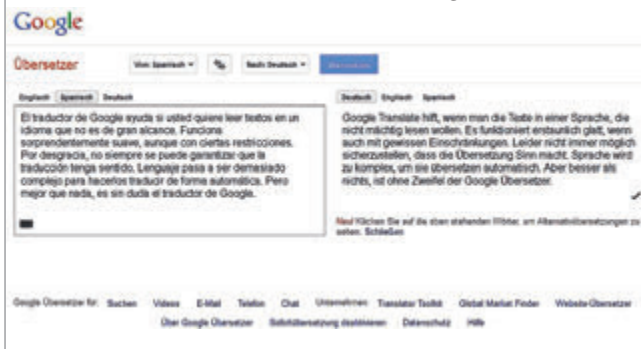 Google
Übersetzer
Von: Spanisch
Nach: Deutsch
Englisch Spanisch Deutsch
Deutsch Englisch Spanisch
El traductor de Google ayuda si usted quiere leer textos en un
idioma que no es de gran alcance. Funciona
sorprendentemente suave, aunque con ciertas restricciones.
Por desgracia, no siempre se puede garantizar que la
traducción tenga sentido. Lenguaje pasa a ser demasiado
complejo para hacerlos traducir de forma automática. Pero
mejor que nada, es sin duda el traductor de Google.
Google Translate hilft, wenn man die Texte in einer Sprache, die
nicht mächtig lesen wollen. Es funktioniert erstaunlich glatt, wenn
auch mit gewissen Einschränkungen. Leider nicht immer möglich
sicherzustellen, dass die Übersetzung Sinn macht. Sprache wird
zu komplex, um sie übersetzen automatisch. Aber besser als
nichts, ist ohne Zweifel der Google Übersetzer.
Neu! Klicken Sie auf die oben stehenden Wörter, um Alternativübersetzungen zu
sehen. Schließen
Google Übersetzer für: Suchen Videos E-Mail Telefon Chat Unternehmen: Translator Toolkit Global Market Finder Website-Übersetzer
Über Google Übersetzer Sofortübersetzung deaktivieren Datenschutz Hilfe